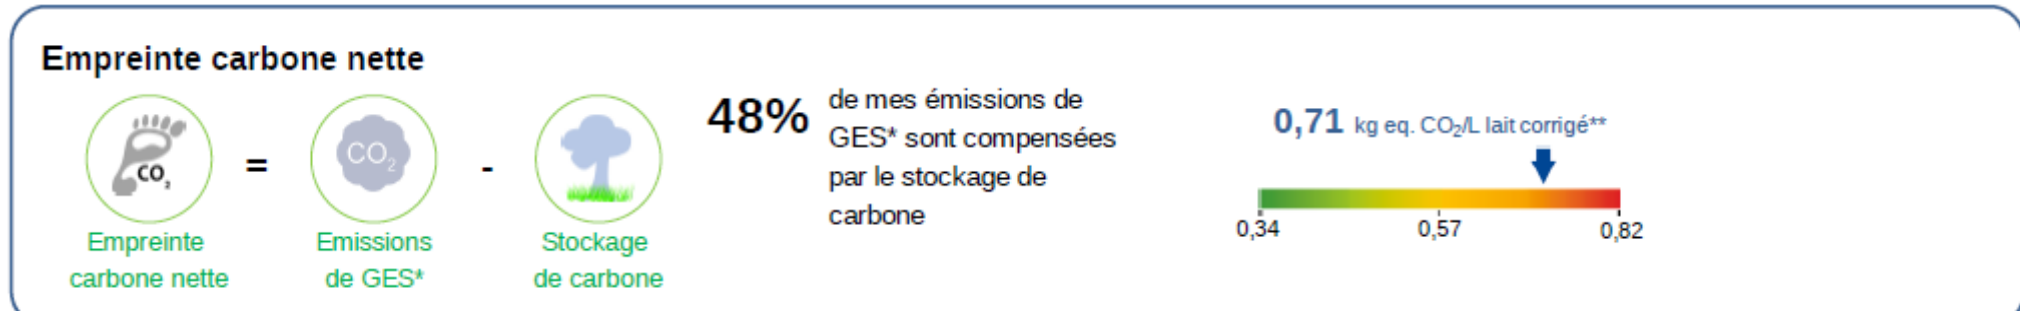 Empreinte carbone nette
CO2
=
CO2
-
Empreinte
carbone nette
Emissions
de GES*
Stockage
de carbone
48%
de mes émissions de
GES* sont compensées
par le stockage de
carbone
0,71 kg eq. CO2/L lait corrigé**
0,34
0,57
0,82